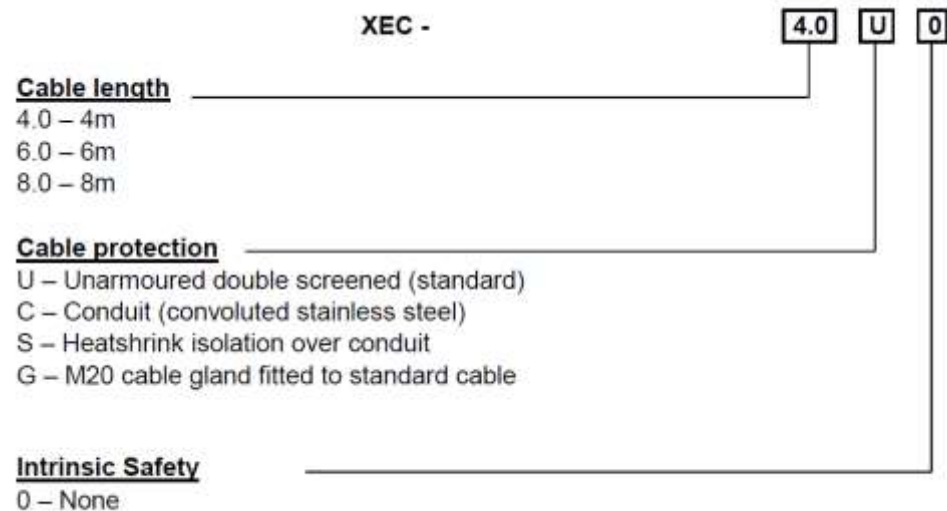 XEC - 4.0 U 0
Cable length
4.0 – 4m
6.0 – 6m
8.0 – 8m
Cable protection
U – Unarmoured double screened (standard)
C – Conduit (convoluted stainless steel)
S – Heatshrink isolation over conduit
G – M20 cable gland fitted to standard cable
Intrinsic Safety
0 – None